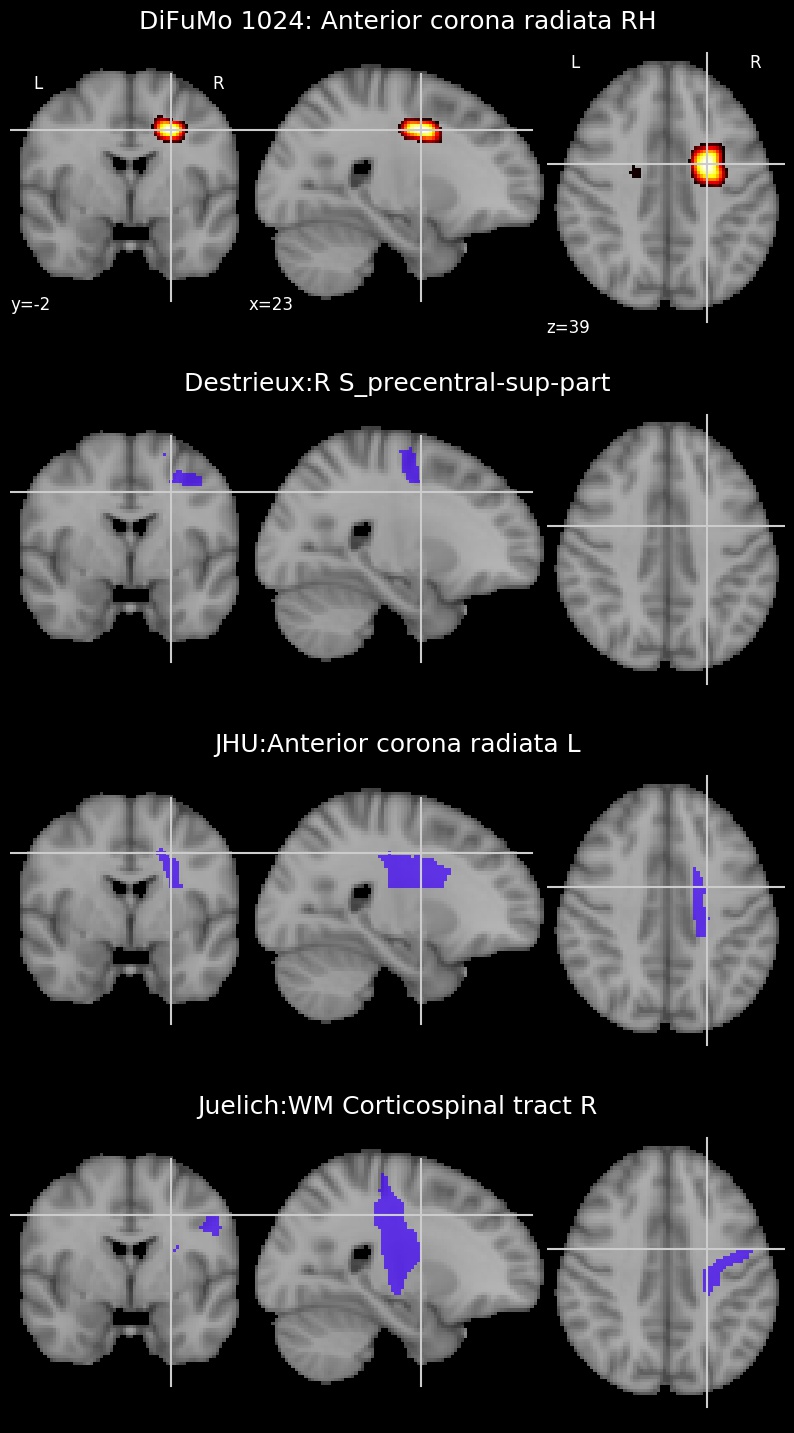 DiFuMo 1024: Anterior corona radiata RH
L R
L R
y=-2
x=23
z=39
Destrieux:R S_precentral-sup-part
JHU:Anterior corona radiata L
Juelich:WM Corticospinal tract R